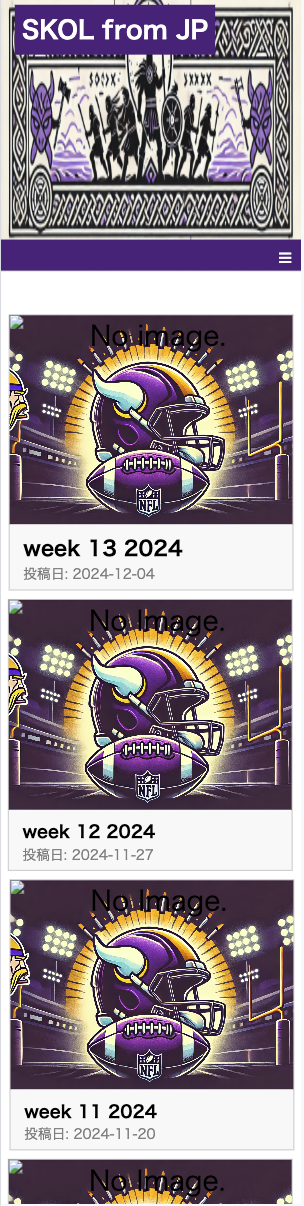 SKOL from JP
No image.
NFL
week 13 2024
投稿日: 2024-12-04
No Image.
NFL
week 12 2024
投稿日: 2024-11-27
No Image.
NFL
week 11 2024
投稿日: 2024-11-20
No Image.